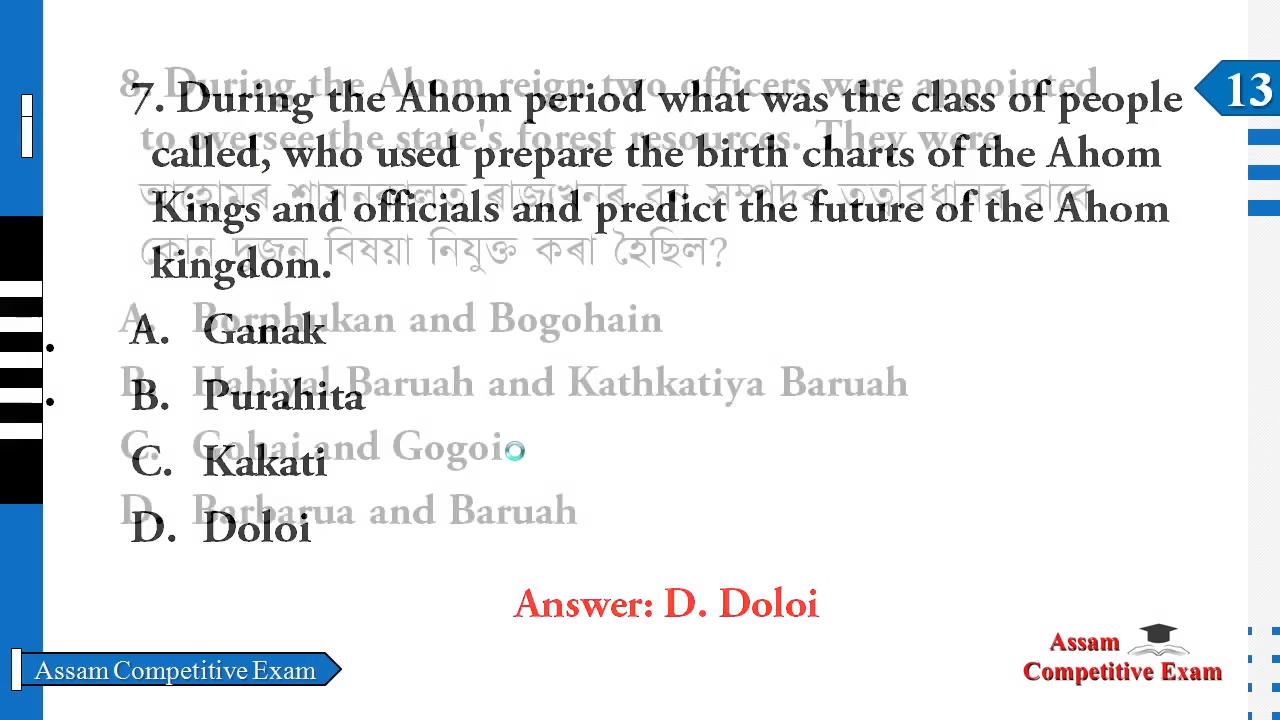 7. During the Ahom period what was the class of people
called, who used prepare the birth charts of the Ahom
Kings and officials and predict the future of the Ahom
kingdom.
A. Ganak
B. Purahita
C. Kakati
D. Doloi
Answer: D. Doloi
8. During the Ahom reign two officers were appointed
to oversee the state's forest resources. They were
আহোমৰ শাসনকালত ৰাজখনৰ বন সম্পদৰ তত্বাৱধানৰ বাবে
কোন দুজন বিষয়া নিযুক্ত কৰা হৈছিল?
A. Borphukan and Bogohain
B. Habiyal Baruah and Kathkatiya Baruah
C. Gohai and Gogoi
D. Barbarua and Baruah
13
Assam Competitive Exam
Assam
Competitive Exam